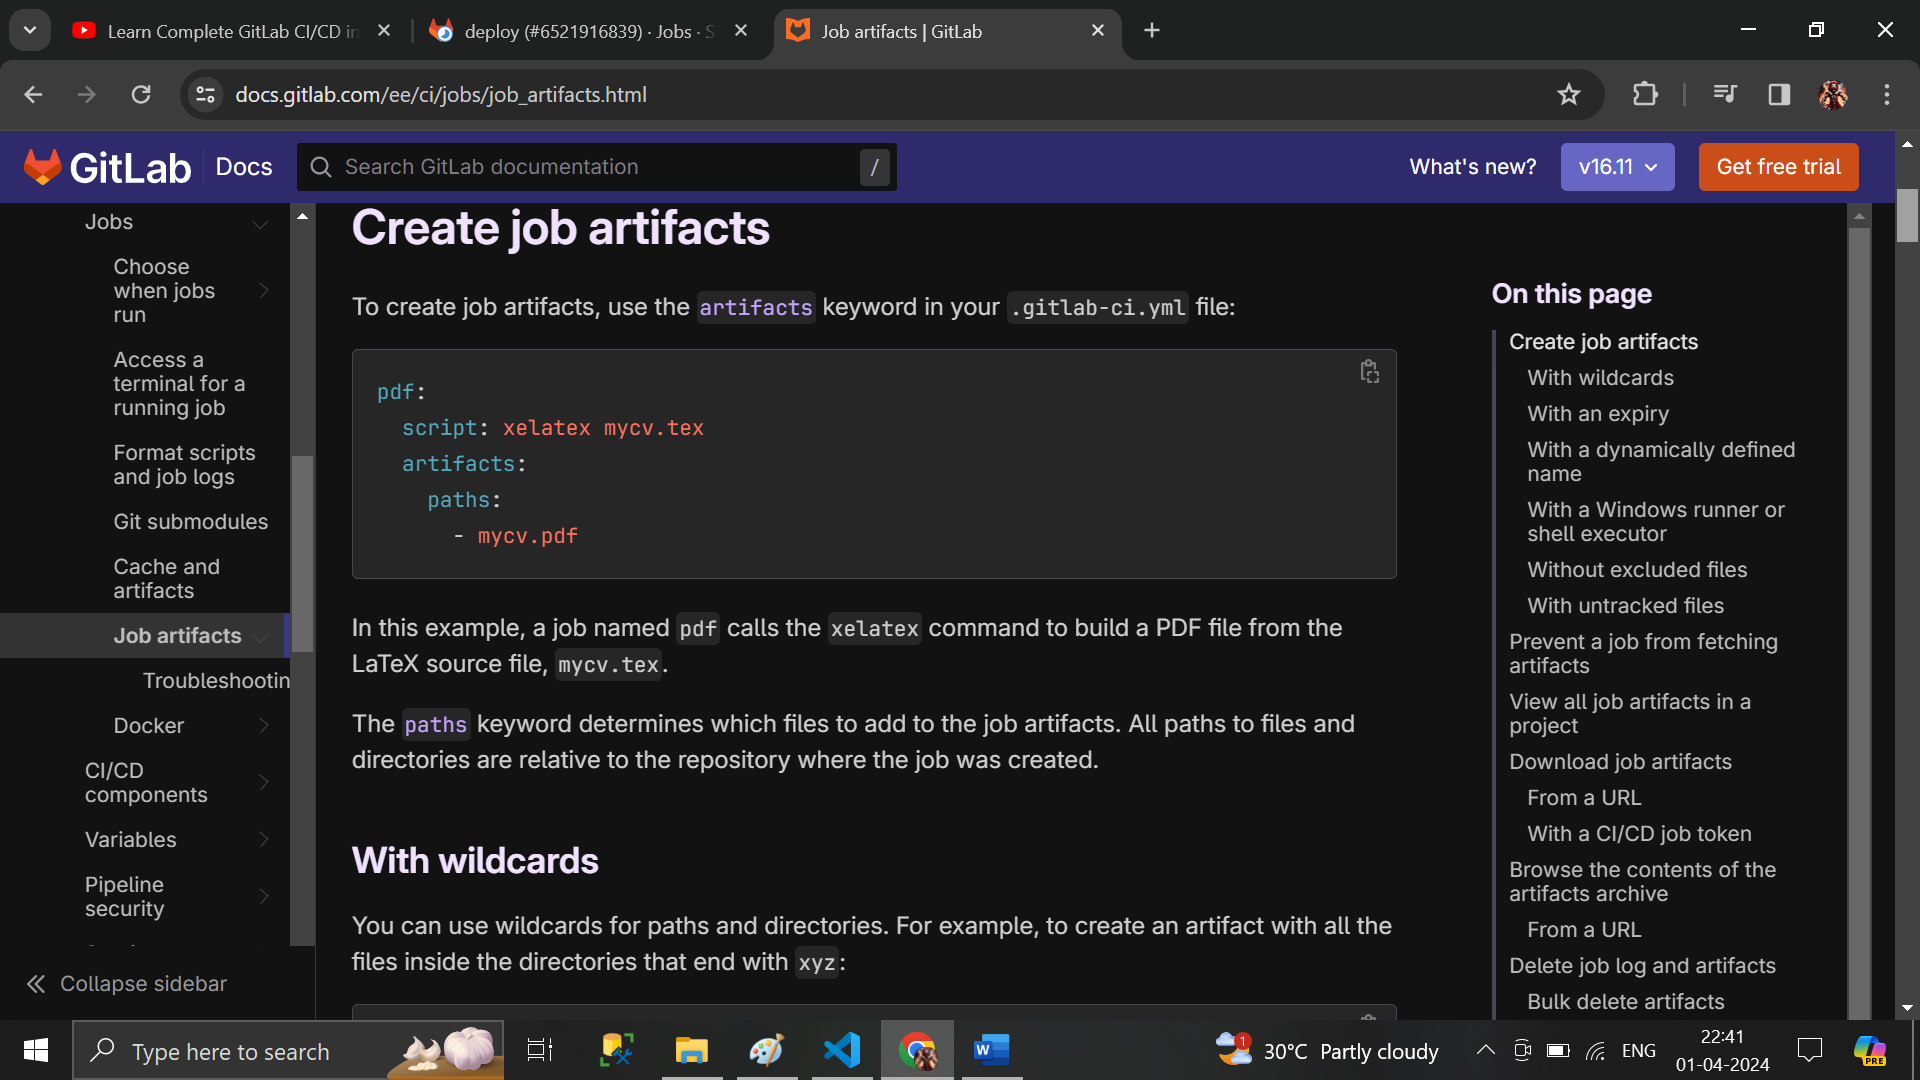 Learn Complete GitLab CI/CD in
deploy (#6521916839) · Jobs · S
Job artifacts | GitLab
docs.gitlab.com/ee/ci/jobs/job_artifacts.html
GitLab Docs
Search GitLab documentation
/
What's new?
v16.11
Get free trial
Jobs
Choose
when jobs
run
Access a
terminal for a
running job
Format scripts
and job logs
Git submodules
Cache and
artifacts
Job artifacts
Troubleshootin
Docker
CI/CD
components
Variables
Pipeline
security
Collapse sidebar
Create job artifacts
To create job artifacts, use the artifacts keyword in your .gitlab-ci.yml file:
pdf:
script: xelatex mycv.tex
artifacts:
paths:
- mycv.pdf
In this example, a job named pdf calls the xelatex command to build a PDF file from the
LaTeX source file, mycv.tex.
The paths keyword determines which files to add to the job artifacts. All paths to files and
directories are relative to the repository where the job was created.
With wildcards
You can use wildcards for paths and directories. For example, to create an artifact with all the
files inside the directories that end with xyz:
On this page
Create job artifacts
With wildcards
With an expiry
With a dynamically defined
name
With a Windows runner or
shell executor
Without excluded files
With untracked files
Prevent a job from fetching
artifacts
View all job artifacts in a
project
Download job artifacts
From a URL
With a CI/CD job token
Browse the contents of the
artifacts archive
From a URL
Delete job log and artifacts
Bulk delete artifacts
Type here to search
W
1
30°C Partly cloudy
ENG
22:41
01-04-2024
PRE